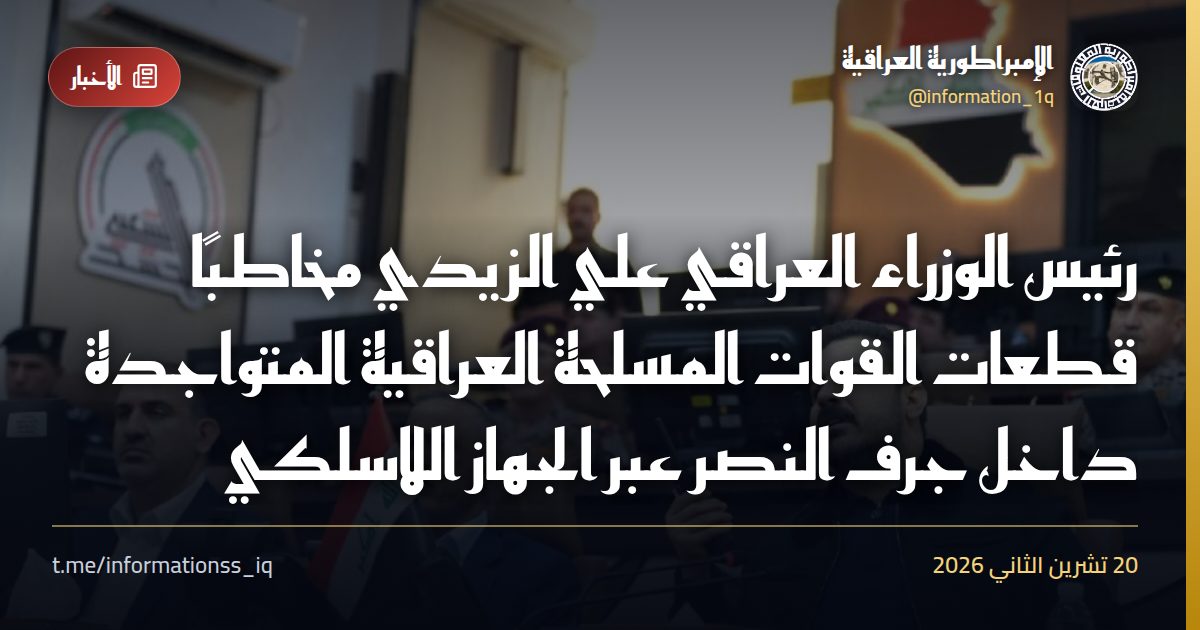 الإمبراطورية العراقية
@information_1q
الأخبار
رئيس الوزراء العراقي علي الزيدي مخاطبًا
قطعات القوات المسلحة العراقية المتواجدة
داخل جرف النصر عبر الجهاز اللاسلكي
20 تشرين الثاني 2026
t.me/informationss_iq